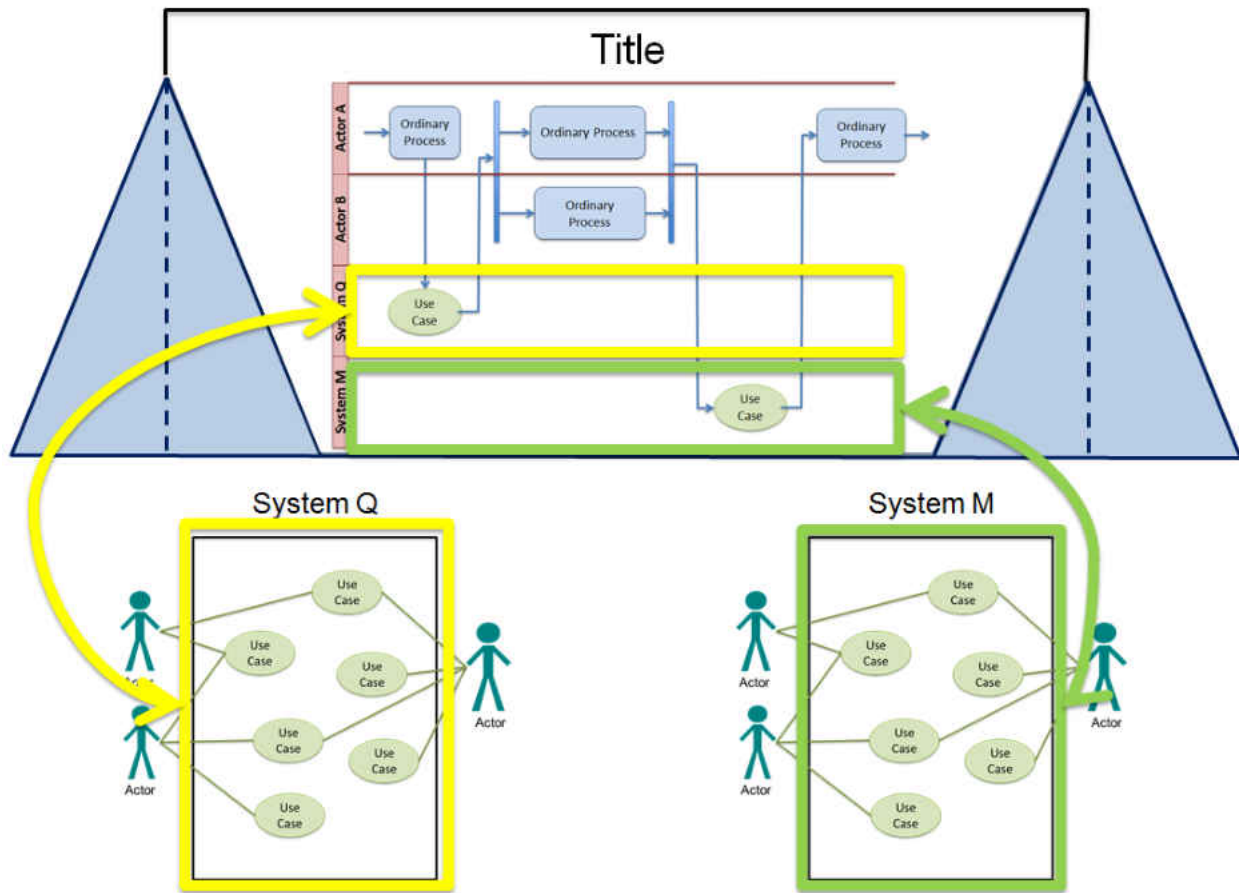 Title
Actor A
Ordinary
Process
Ordinary Process
Ordinary
Process
Actor B
Ordinary
Process
System Q
Use
Case
System M
Use
Case
System Q
Use
Case
Use
Case
Use
Case
Use
Case
Use
Case
Use
Case
Actor
Actor
Actor
System M
Use
Case
Use
Case
Use
Case
Use
Case
Use
Case
Use
Case
Actor
Actor
Actor